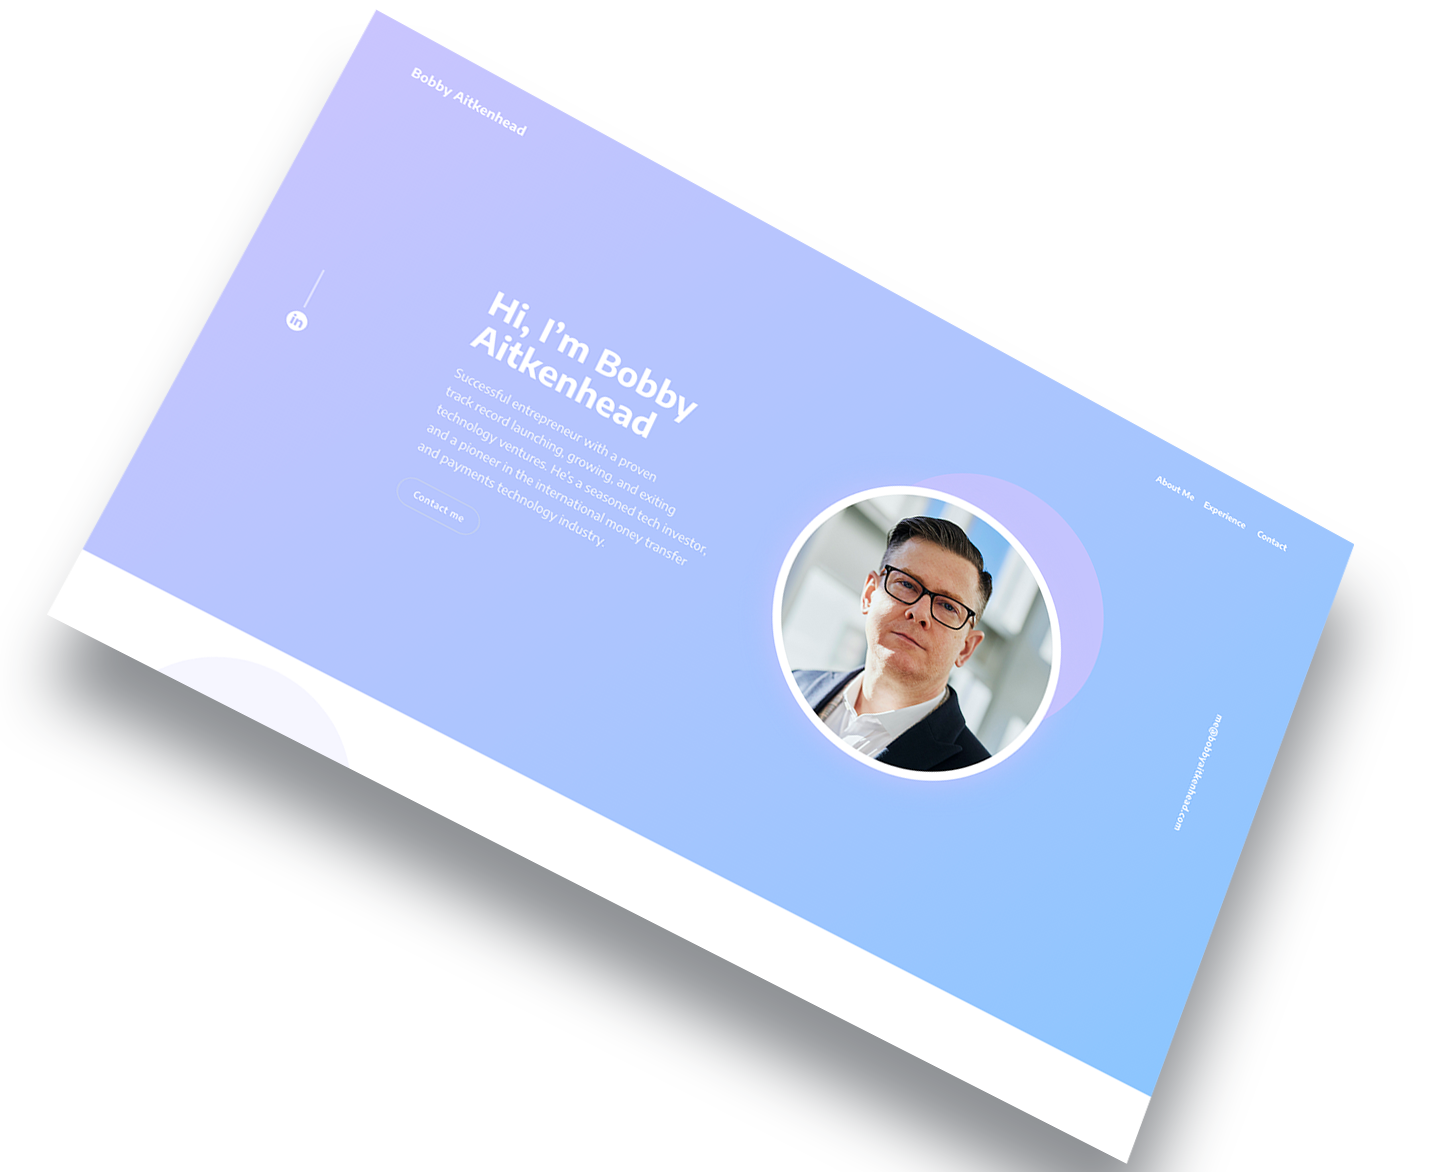 Bobby Aitkenhead
About Me Experience Contact
in
Hi, I'm Bobby
Aitkenhead
Successful entrepreneur with a proven
track record launching, growing, and exiting
technology ventures. He's a seasoned tech investor,
and a pioneer in the international money transfer
and payments technology industry.
Contact me
me@bobbyaitkenhead.com